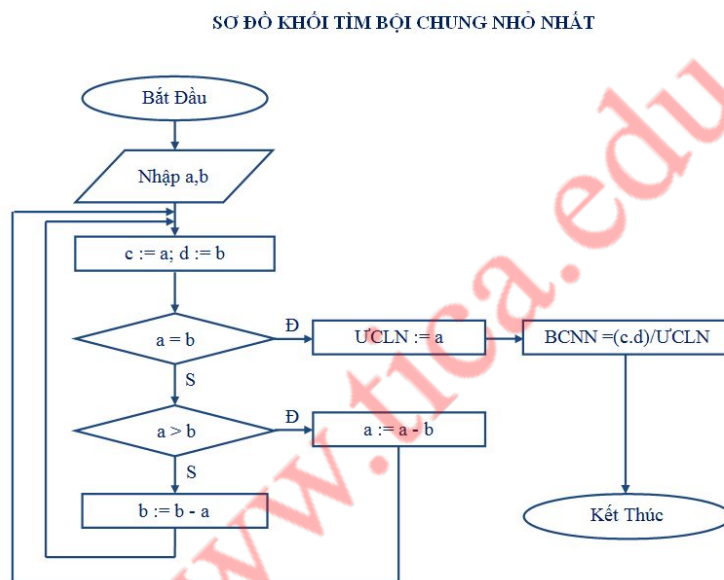 SƠ ĐỒ KHỐI TÌM BỘI CHUNG NHỎ NHẤT
Bắt Đầu
Nhập a,b
c := a; d := b
a = b
Đ
ƯCLN := a
BCNN =(c.d)/ƯCLN
S
a > b
Đ
a := a - b
S
b := b - a
Kết Thúc
www.tica.edu